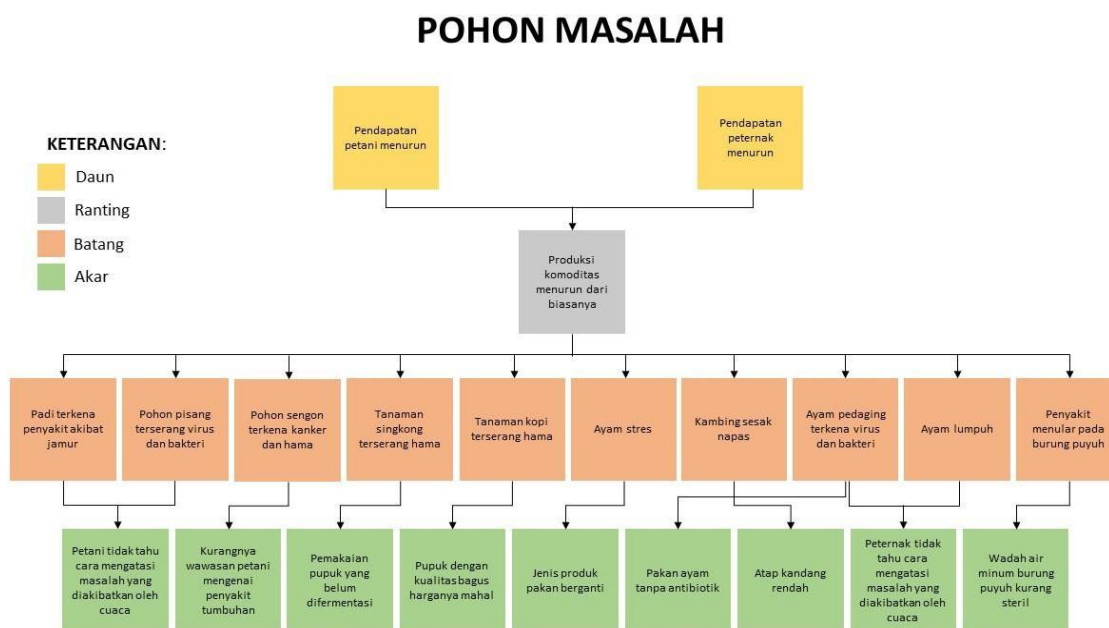 POHON MASALAH
KETERANGAN:
Daun
Ranting
Batang
Akar
Pendapatan
petani menurun
Pendapatan
peternak
menurun
Produksi
komoditas
menurun dari
biasanya
Padi terkena
penyakit akibat
jamur
Pohon pisang
terserang virus
dan bakteri
Pohon sengon
terkena kanker
dan hama
Tanaman
singkong
terserang hama
Tanaman kopi
terserang hama
Ayam stres
Kambing sesak
napas
Ayam pedaging
terkena virus
dan bakteri
Ayam lumpuh
Penyakit
menular pada
burung puyuh
Petani tidak tahu
cara mengatasi
masalah yang
diakibatkan oleh
cuaca
Kurangnya
wawasan petani
mengenai
penyakit
tumbuhan
Pemakaian
pupuk yang
belum
difermentasi
Pupuk dengan
kualitas bagus
harganya mahal
Jenis produk
pakan berganti
Pakan ayam
tanpa antibiotik
Atap kandang
rendah
Peternak tidak
tahu cara
mengatasi
masalah yang
diakibatkan oleh
cuaca
Wadah air
minum burung
puyuh kurang
steril